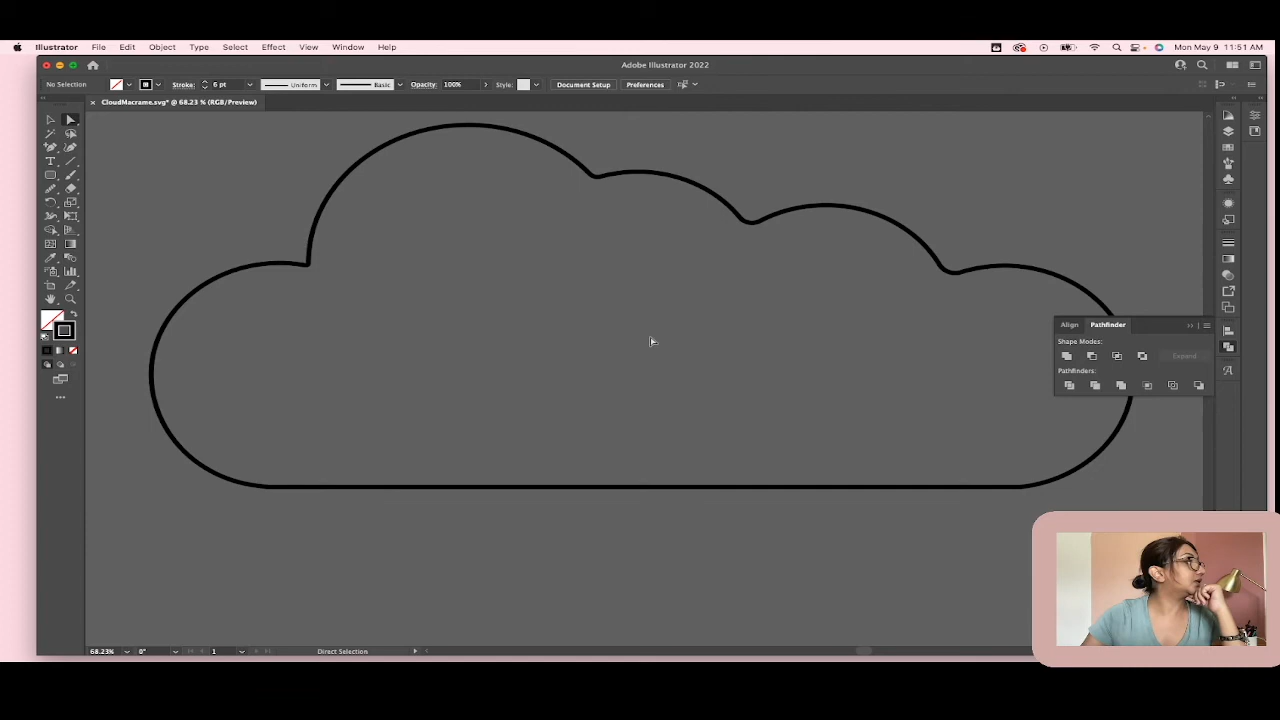 Illustrator File Edit Object Type Select Effect View Window Help Mon May 9 11:51 AM
Adobe Illustrator 2022
No Selection Stroke: 6 pt Uniform Basic Opacity: 100% Style: Document Setup Preferences
CloudMacrame.svg* @ 68.23 % (RGB/Preview)
Align Pathfinder
Shape Modes:
Expand
Pathfinders:
68.23% 0° 1 Direct Selection